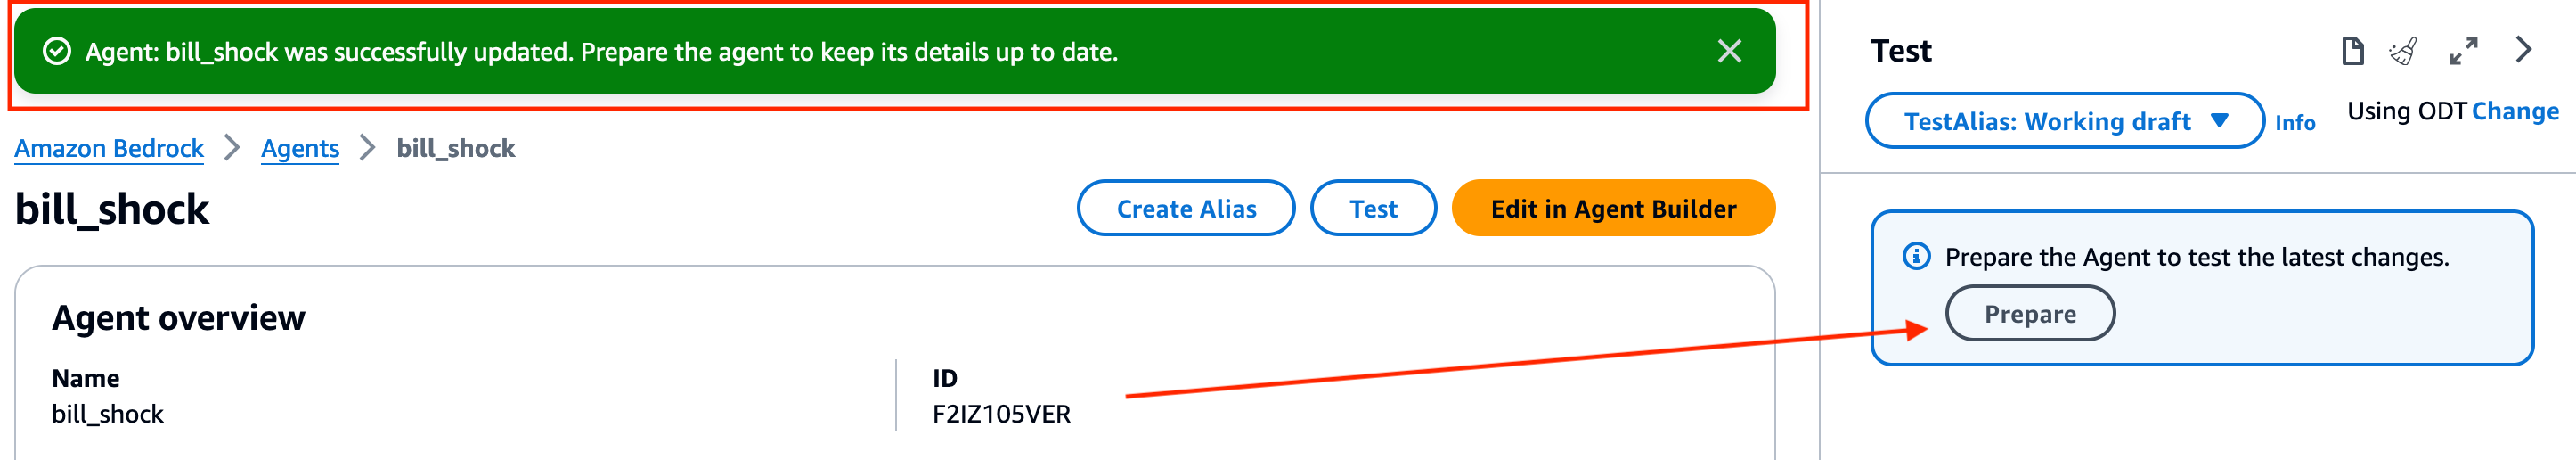 Agent: bill_shock was successfully updated. Prepare the agent to keep its details up to date.
Amazon Bedrock > Agents > bill_shock
bill_shock
Create Alias
Test
Edit in Agent Builder
Agent overview
Name
bill_shock
ID
F2IZ105VER
Test
TestAlias: Working draft
Info
Using ODT Change
Prepare the Agent to test the latest changes.
Prepare